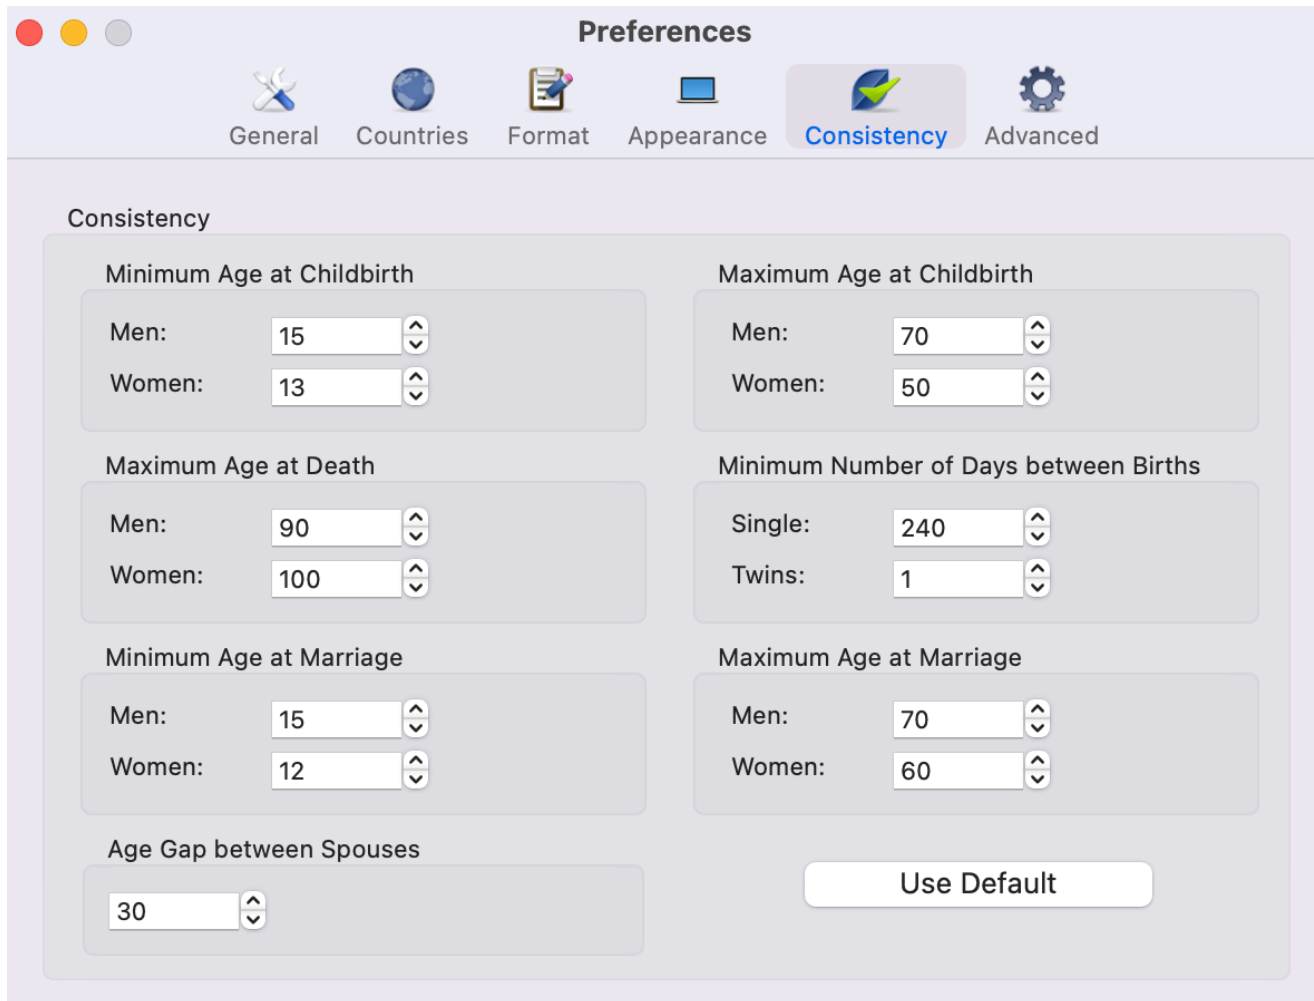 Preferences
General Countries Format Appearance Consistency Advanced
Consistency
Minimum Age at Childbirth
Men: 15
Women: 13
Maximum Age at Childbirth
Men: 70
Women: 50
Maximum Age at Death
Men: 90
Women: 100
Minimum Number of Days between Births
Single: 240
Twins: 1
Minimum Age at Marriage
Men: 15
Women: 12
Maximum Age at Marriage
Men: 70
Women: 60
Age Gap between Spouses
30
Use Default